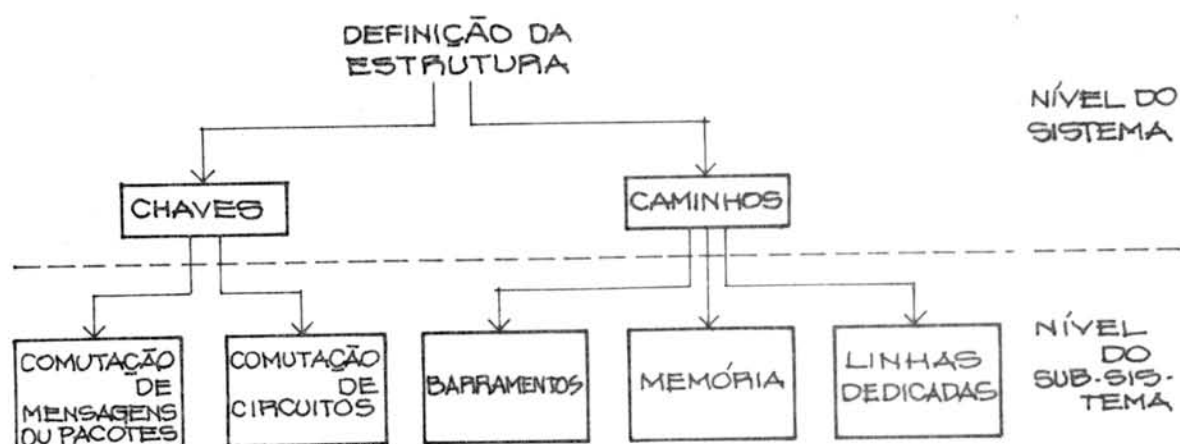 DEFINIÇÃO DA
ESTRUTURA
NÍVEL DO
SISTEMA
CHAVES
CAMINHOS
COMUTAÇÃO
DE
MENSAGENS
OU PACOTES
COMUTAÇÃO
DE
CIRCUITOS
BARRAMENTOS
MEMÓRIA
LINHAS
DEDICADAS
NÍVEL
DO
SUB-SIS-
TEMA